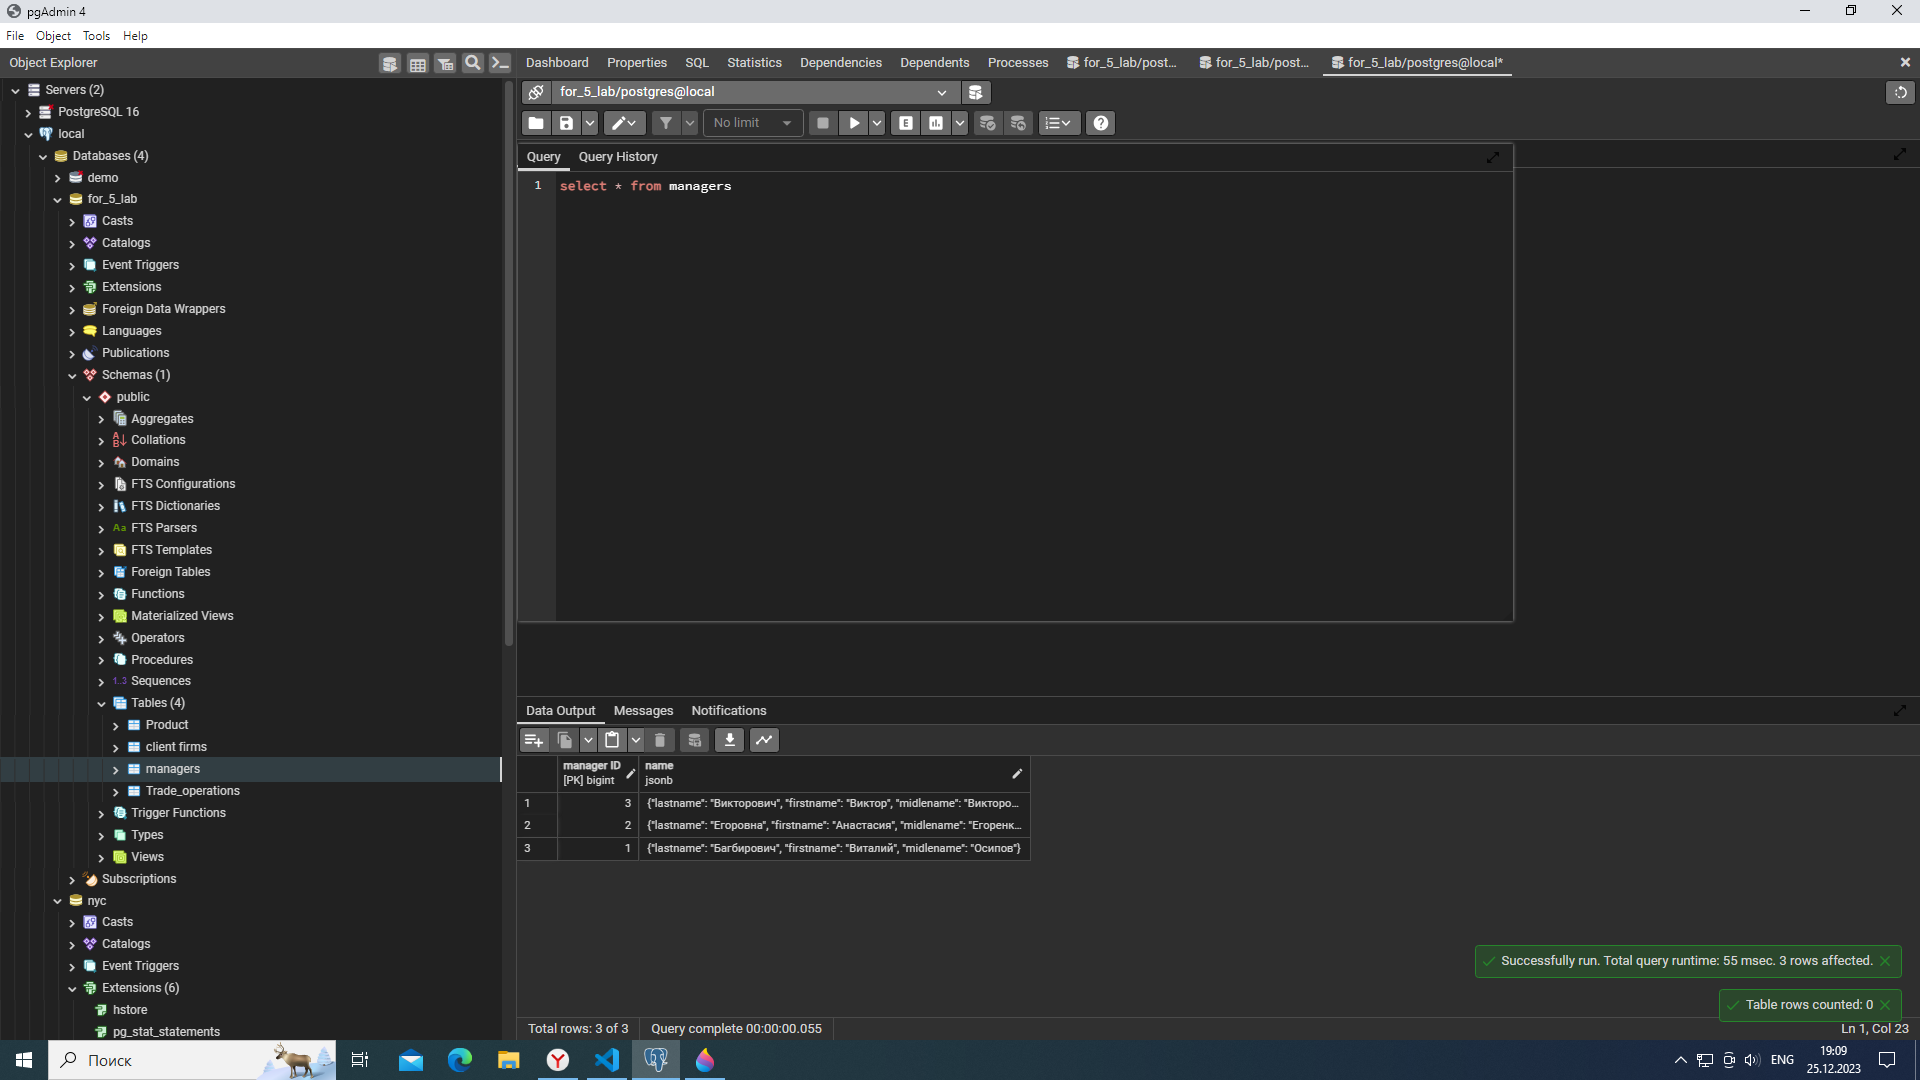 pgAdmin 4
File Object Tools Help
Object Explorer
Dashboard Properties SQL Statistics Dependencies Dependents Processes for_5_lab/post... for_5_lab/post... for_5_lab/postgres@local*
Servers (2)
PostgreSQL 16
local
Databases (4)
demo
for_5_lab
Casts
Catalogs
Event Triggers
Extensions
Foreign Data Wrappers
Languages
Publications
Schemas (1)
public
Aggregates
Collations
Domains
FTS Configurations
FTS Dictionaries
Aa FTS Parsers
FTS Templates
Foreign Tables
Functions
Materialized Views
Operators
Procedures
1..3 Sequences
Tables (4)
Product
client firms
managers
Trade_operations
Trigger Functions
Types
Views
Subscriptions
nyc
Casts
Catalogs
Event Triggers
Extensions (6)
hstore
pg_stat_statements
for_5_lab/postgres@local
No limit
E
Query Query History
1 select * from managers
Data Output Messages Notifications
manager ID name
[PK] bigint jsonb
1 3 {"lastname": "Викторович", "firstname": "Виктор", "midlename": "Викторо...
2 2 {"lastname": "Егоровна", "firstname": "Анастасия", "midlename": "Егоренк...
3 1 {"lastname": "Багбирович", "firstname": "Виталий", "midlename": "Осипов"}
Successfully run. Total query runtime: 55 msec. 3 rows affected.
Table rows counted: 0
Total rows: 3 of 3 Query complete 00:00:00.055 Ln 1, Col 23
Поиск
ENG
19:09
25.12.2023